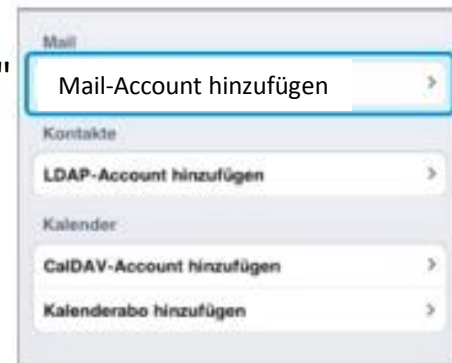 Mail
"
Mail-Account hinzufügen
Kontakte
LDAP-Account hinzufügen
Kalender
CalDAV-Account hinzufügen
Kalenderabo hinzufügen